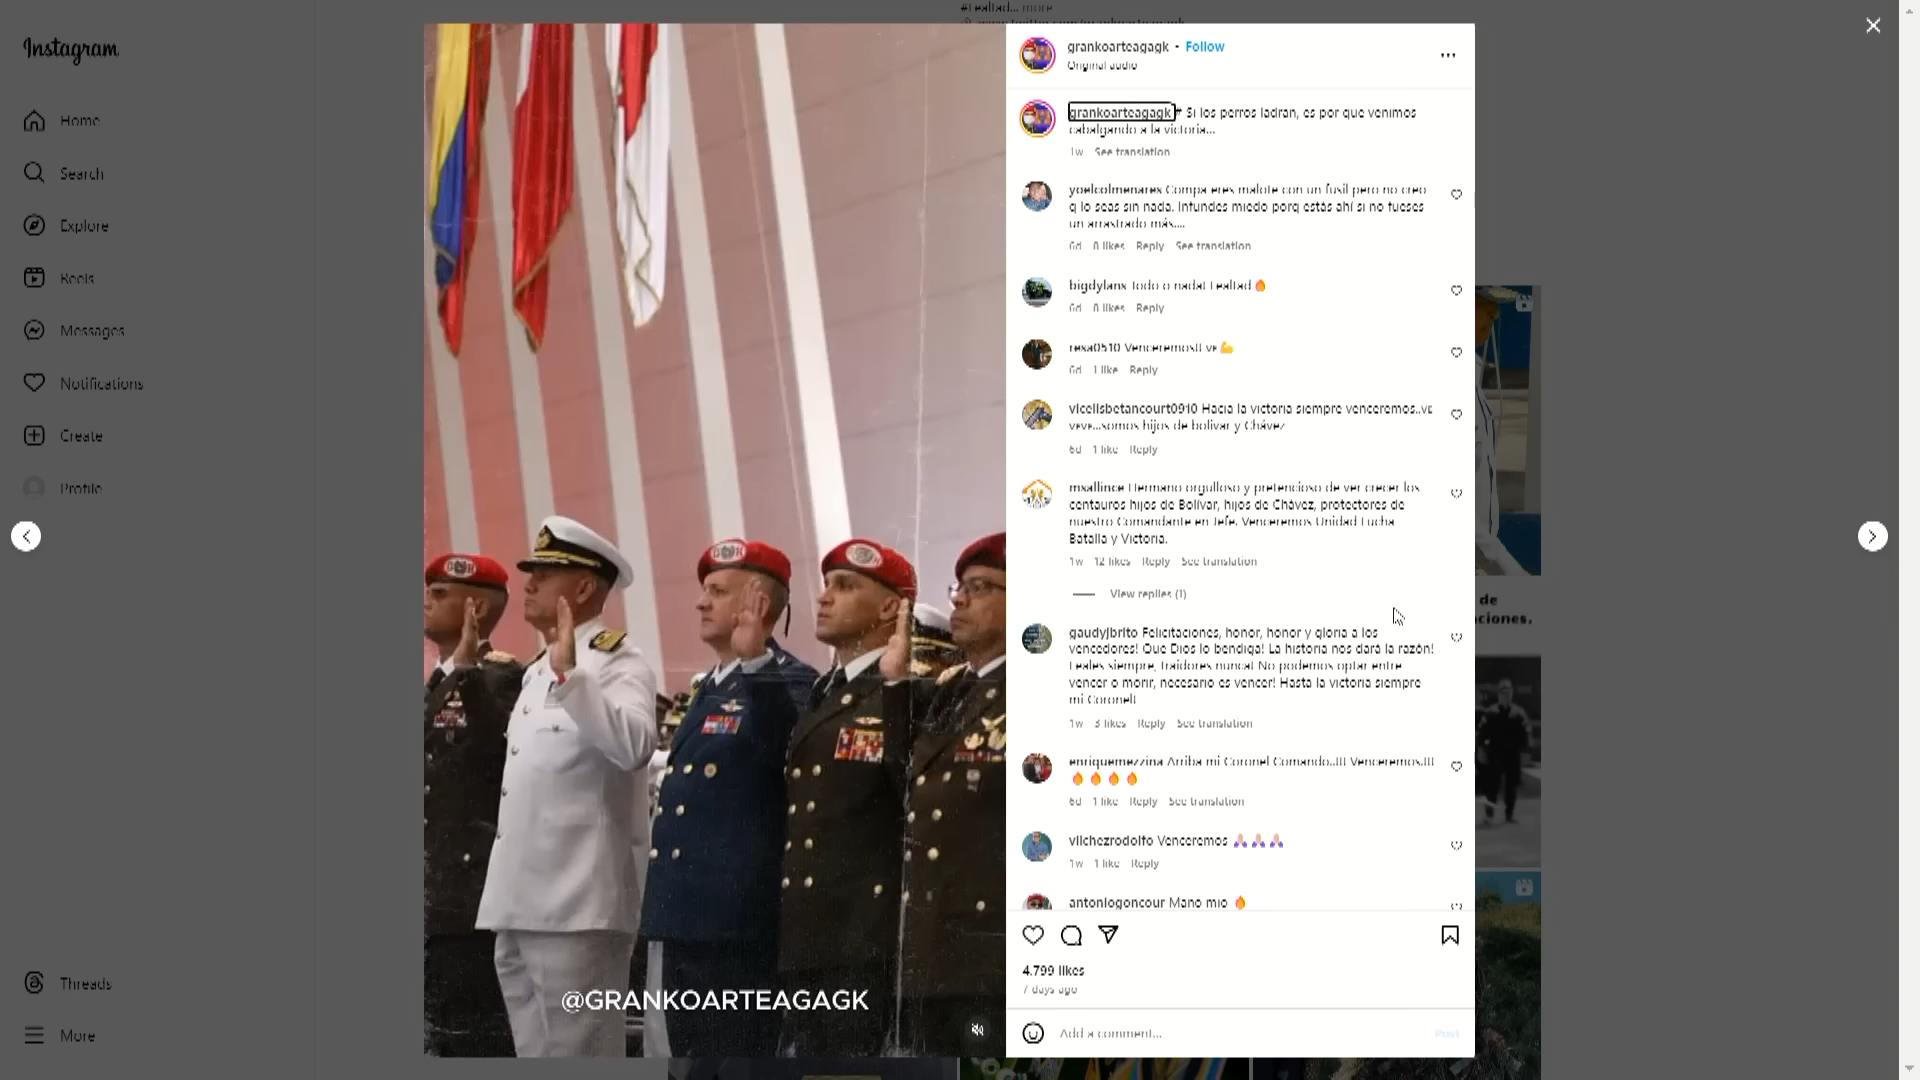 #Lealtad... more
Instagram
Home
Search
Explore
Reels
Messages
Notifications
Create
Profile
Threads
More
@GRANKOARTEAGAGK
grankoarteagagk • Follow
Original audio
grankoarteagagk # Si los perros ladran, es por que venimos
cabalgando a la victoria...
1w See translation
yoelcolmenares Compa eres malote con un fusil pero no creo
q lo seas sin nada. Infundes miedo porq estás ahí si no fueses
un arrastrado más....
6d 8 likes Reply See translation
bigdylans Todo o nada! Lealtad 🔥
6d 8 likes Reply
resa0510 Venceremos!! ve 💪
6d 1 like Reply
vicelisbetancourt0910 Hacia la victoria siempre venceremos..ve
veve...somos hijos de bolivar y Chávez
6d 1 like Reply
msallince Hermano orgulloso y pretencioso de ver crecer los
centauros hijos de Bolívar, hijos de Chávez, protectores de
nuestro Comandante en Jefe. Venceremos Unidad Lucha
Batalla y Victoria.
1w 12 likes Reply See translation
View replies (1)
gaudyjbrito Felicitaciones, honor, honor y gloria a los
vencedores! Que Dios lo bendiga! La historia nos dará la razón!
Leales siempre, traidores nunca! No podemos optar entre
vencer o morir, necesario es vencer! Hasta la victoria siempre
mi Coronel!
1w 3 likes Reply See translation
enriquemezzina Arriba mi Coronel Comando..!!! Venceremos.!!!
🔥🔥🔥🔥
6d 1 like Reply See translation
vilchezrodolfo Venceremos 🙏🙏🙏
1w 1 like Reply
antoniogoncour Mano mio 🔥
4,799 likes
7 days ago
Add a comment...
Post
de
ciones.